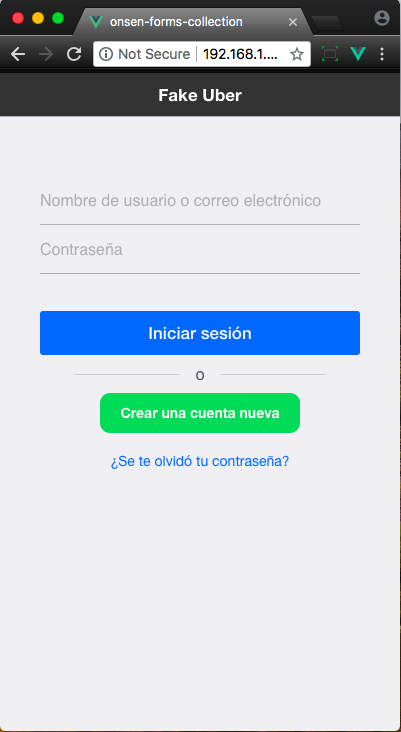 onsen-forms-collection
Not Secure | 192.168.1....
Fake Uber
Nombre de usuario o correo electrónico
Contraseña
Iniciar sesión
o
Crear una cuenta nueva
¿Se te olvidó tu contraseña?